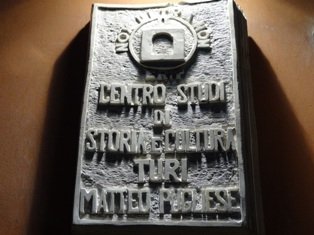 CENTRO STUDI
DI
STORIA E CULTURA
TURI
MATTEO PUGLIESE